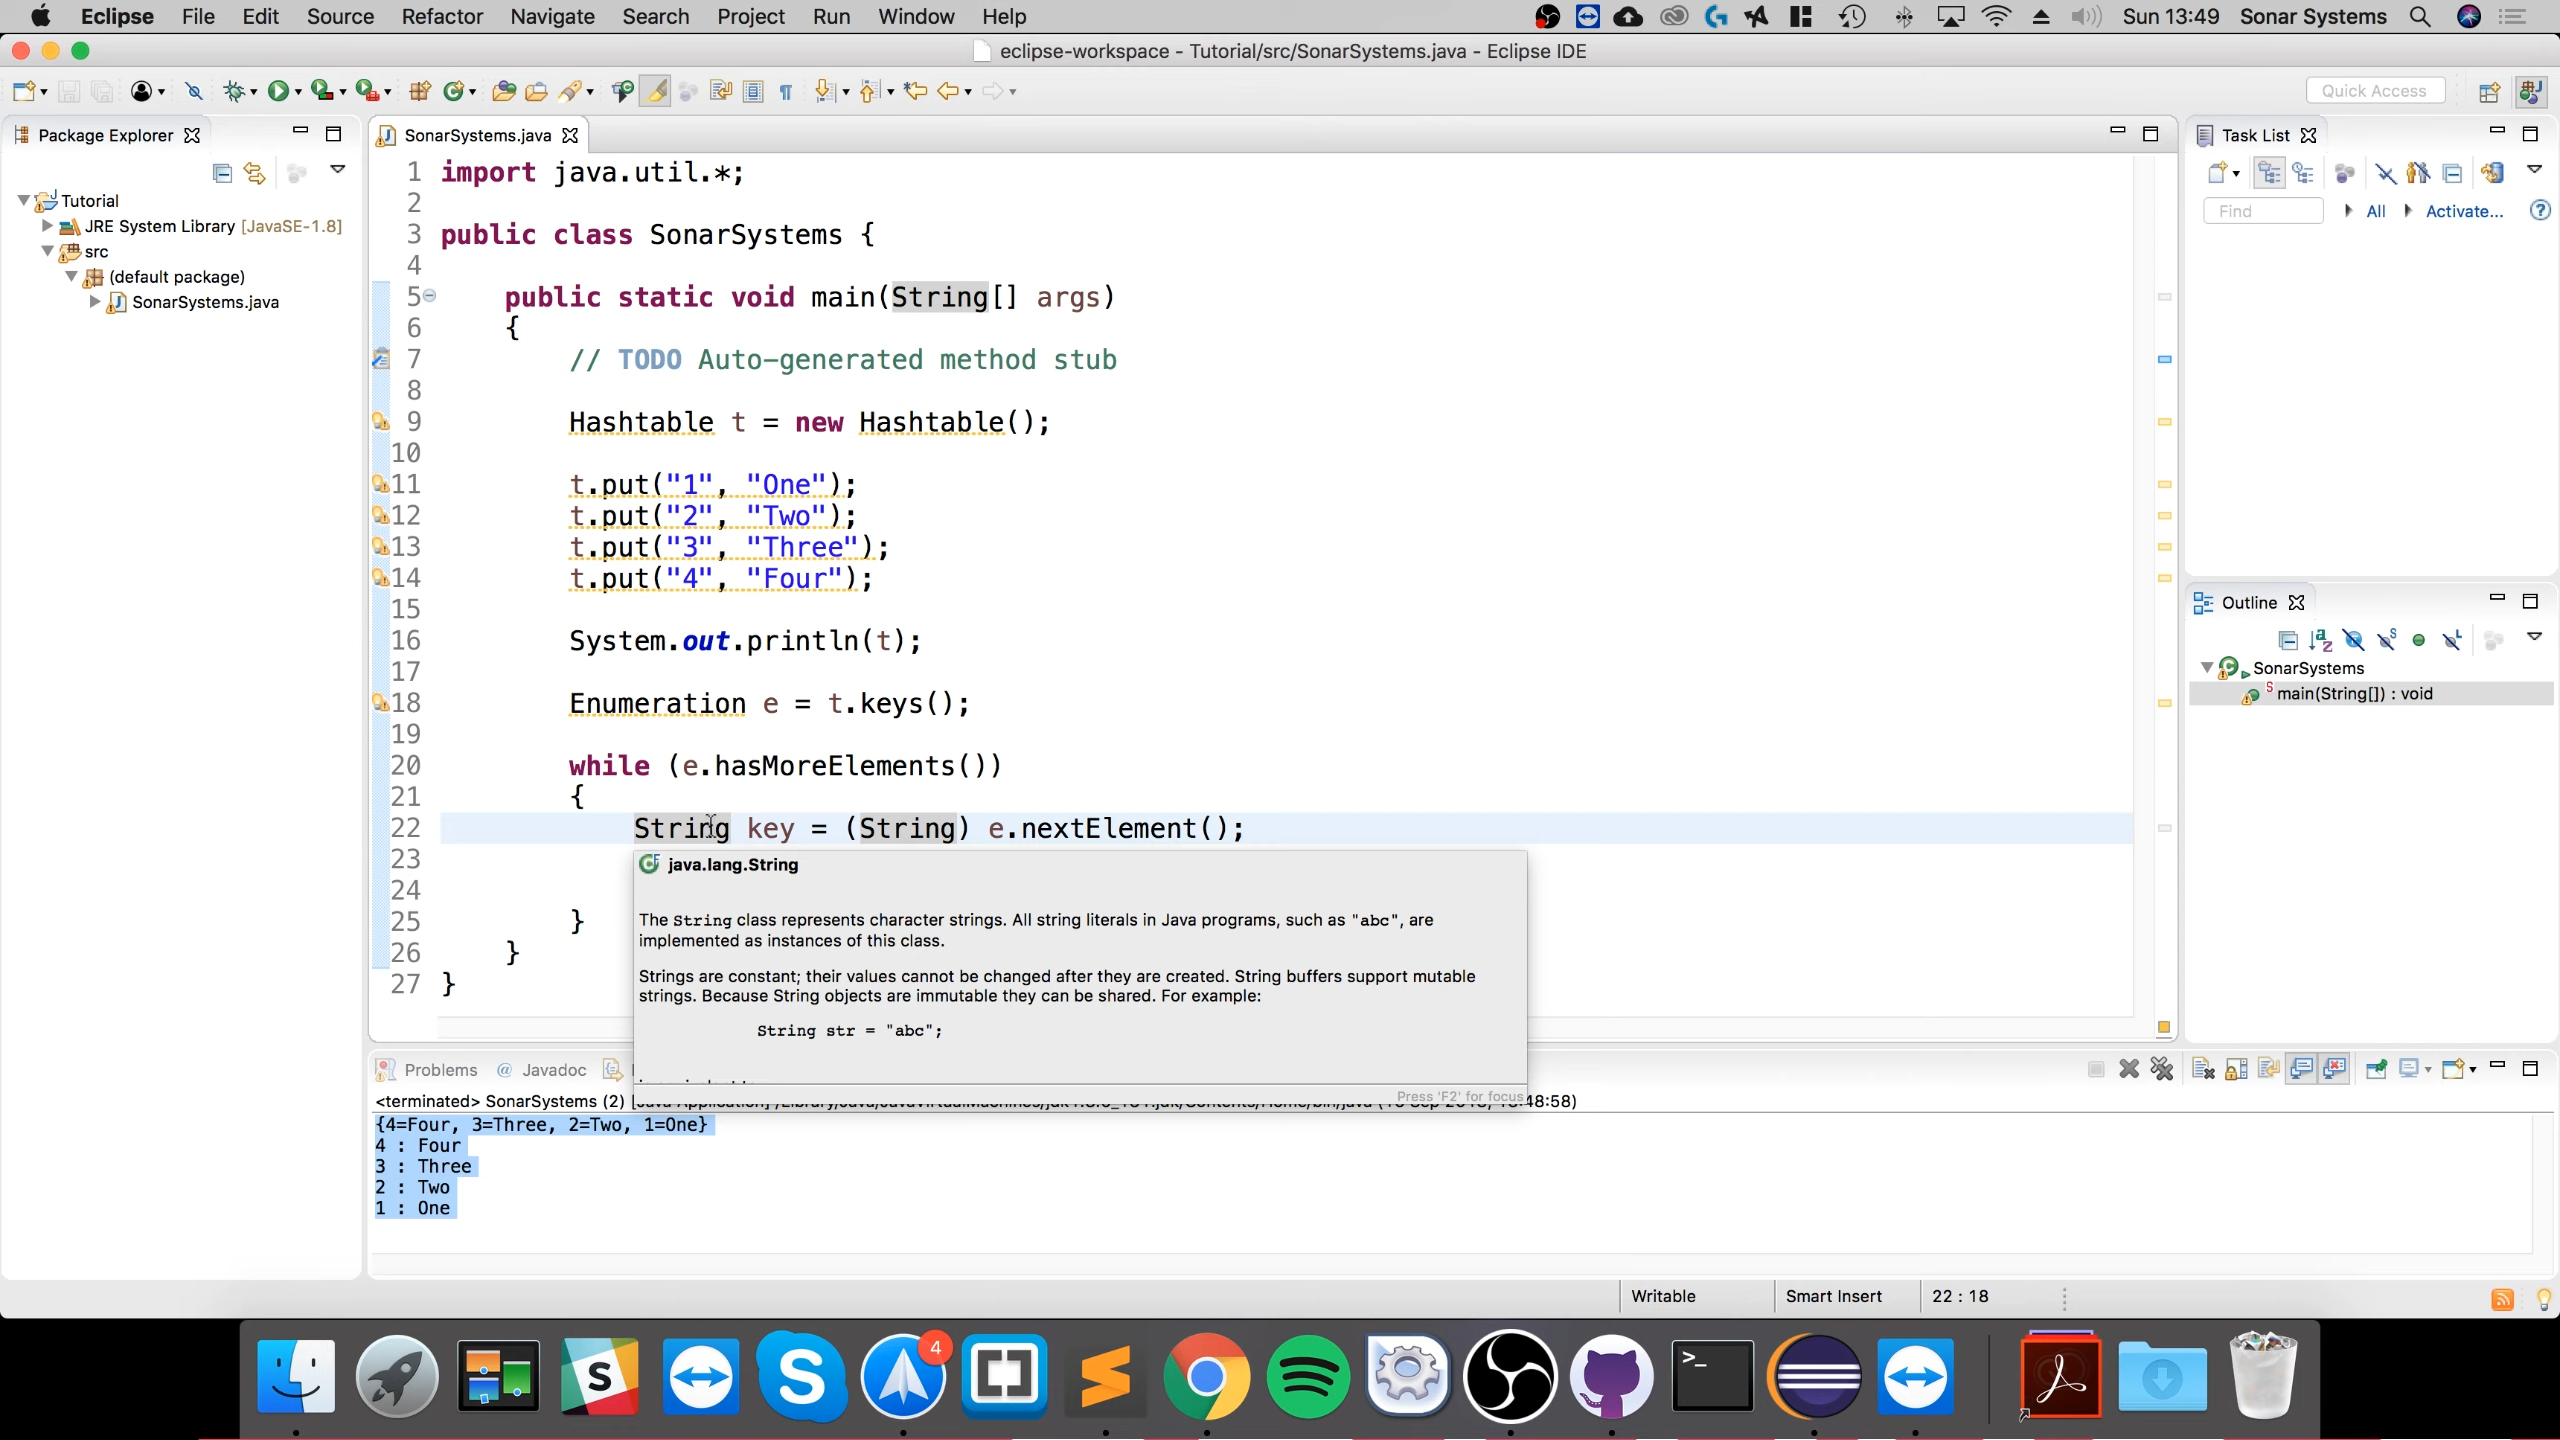 Eclipse File Edit Source Refactor Navigate Search Project Run Window Help Sun 13:49 Sonar Systems
eclipse-workspace - Tutorial/src/SonarSystems.java - Eclipse IDE
Quick Access
Package Explorer
Tutorial
JRE System Library [JavaSE-1.8]
src
(default package)
SonarSystems.java
SonarSystems.java
1 import java.util.*;
2
3 public class SonarSystems {
4
5 public static void main(String[] args)
6 {
7 // TODO Auto-generated method stub
8
9 Hashtable t = new Hashtable();
10
11 t.put("1", "One");
12 t.put("2", "Two");
13 t.put("3", "Three");
14 t.put("4", "Four");
15
16 System.out.println(t);
17
18 Enumeration e = t.keys();
19
20 while (e.hasMoreElements())
21 {
22 String key = (String) e.nextElement();
23
24
25 }
26 }
27 }
java.lang.String
The String class represents character strings. All string literals in Java programs, such as "abc", are
implemented as instances of this class.
Strings are constant; their values cannot be changed after they are created. String buffers support mutable
strings. Because String objects are immutable they can be shared. For example:
String str = "abc";
Press 'F2' for focus
Task List
Find All Activate...
Outline
SonarSystems
main(String[]) : void
Problems @ Javadoc
<terminated> SonarSystems (2)
48:58)
{4=Four, 3=Three, 2=Two, 1=One}
4 : Four
3 : Three
2 : Two
1 : One
Writable Smart Insert 22 : 18
4